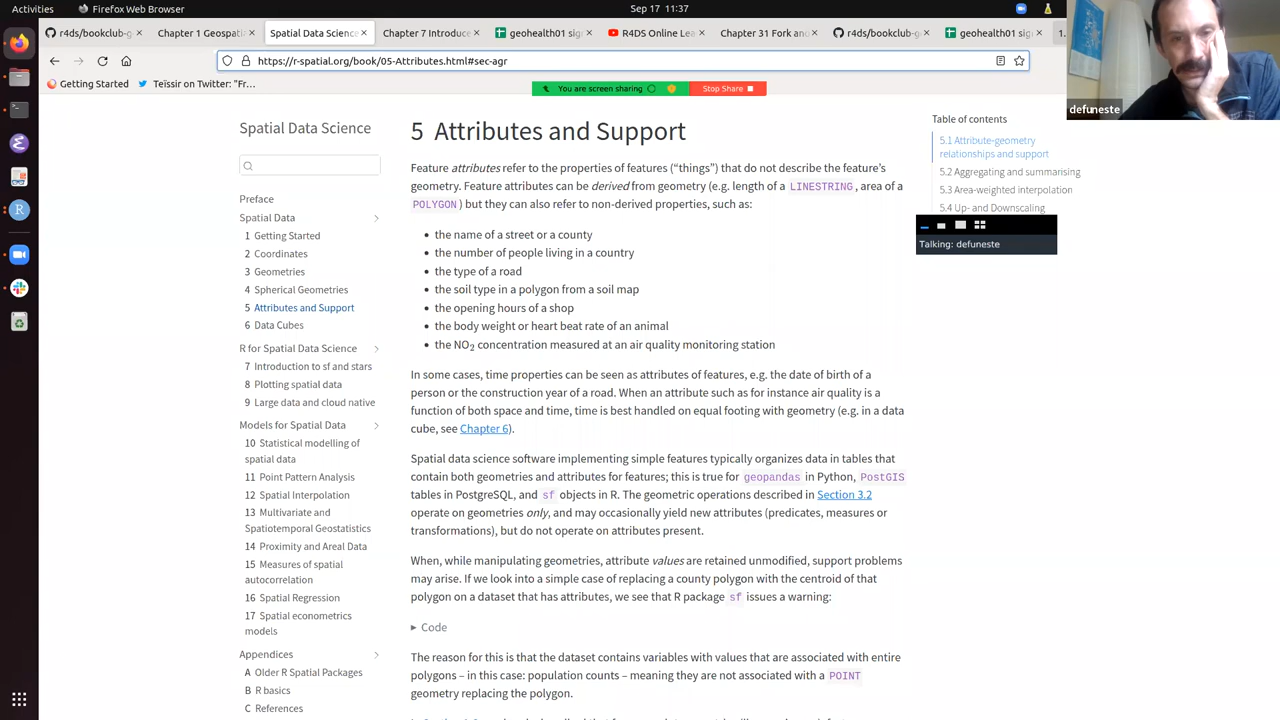 Activities
Firefox Web Browser
Sep 17 11:37
r4ds/bookclub-g
Chapter 1 Geospati
Spatial Data Science
Chapter 7 Introduce
geohealth01 sig
R4DS Online Lea
Chapter 31 Fork an
r4ds/bookclub-g
geohealth01 sig
1.
https://r-spatial.org/book/05-Attributes.html#sec-agr
Getting Started
Teïssir on Twitter: "Fr…
You are screen sharing
Stop Share
defuneste
Talking: defuneste
Spatial Data Science
Preface
Spatial Data
1 Getting Started
2 Coordinates
3 Geometries
4 Spherical Geometries
5 Attributes and Support
6 Data Cubes
R for Spatial Data Science
7 Introduction to sf and stars
8 Plotting spatial data
9 Large data and cloud native
Models for Spatial Data
10 Statistical modelling of
spatial data
11 Point Pattern Analysis
12 Spatial Interpolation
13 Multivariate and
Spatiotemporal Geostatistics
14 Proximity and Areal Data
15 Measures of spatial
autocorrelation
16 Spatial Regression
17 Spatial econometrics
models
Appendices
A Older R Spatial Packages
B R basics
C References
5 Attributes and Support
Feature attributes refer to the properties of features (“things”) that do not describe the feature’s
geometry. Feature attributes can be derived from geometry (e.g. length of a LINESTRING, area of a
POLYGON) but they can also refer to non-derived properties, such as:
• the name of a street or a county
• the number of people living in a country
• the type of a road
• the soil type in a polygon from a soil map
• the opening hours of a shop
• the body weight or heart beat rate of an animal
• the NO₂ concentration measured at an air quality monitoring station
In some cases, time properties can be seen as attributes of features, e.g. the date of birth of a
person or the construction year of a road. When an attribute such as for instance air quality is a
function of both space and time, time is best handled on equal footing with geometry (e.g. in a data
cube, see Chapter 6).
Spatial data science software implementing simple features typically organizes data in tables that
contain both geometries and attributes for features; this is true for geopandas in Python, PostGIS
tables in PostgreSQL, and sf objects in R. The geometric operations described in Section 3.2
operate on geometries only, and may occasionally yield new attributes (predicates, measures or
transformations), but do not operate on attributes present.
When, while manipulating geometries, attribute values are retained unmodified, support problems
may arise. If we look into a simple case of replacing a county polygon with the centroid of that
polygon on a dataset that has attributes, we see that R package sf issues a warning:
Code
The reason for this is that the dataset contains variables with values that are associated with entire
polygons – in this case: population counts – meaning they are not associated with a POINT
geometry replacing the polygon.
Table of contents
5.1 Attribute-geometry
relationships and support
5.2 Aggregating and summarising
5.3 Area-weighted interpolation
5.4 Up- and Downscaling